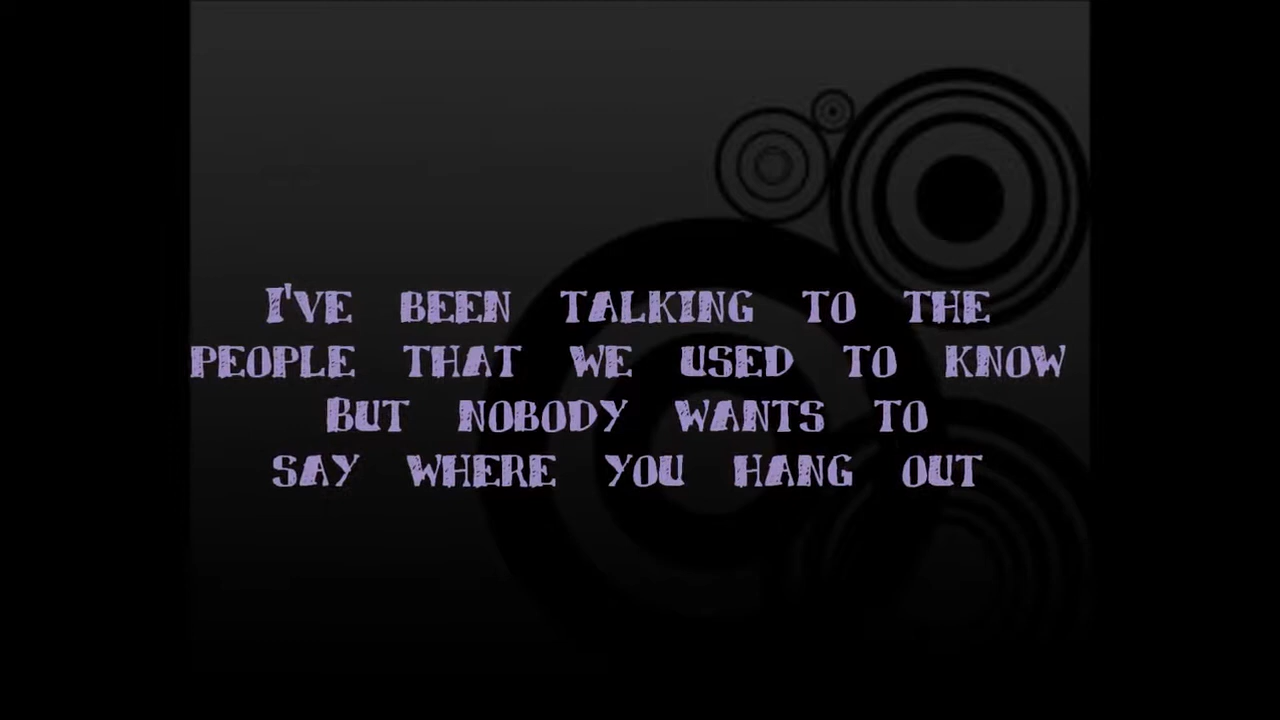 I'VE BEEN TALKING TO THE
PEOPLE THAT WE USED TO KNOW
BUT NOBODY WANTS TO
SAY WHERE YOU HANG OUT